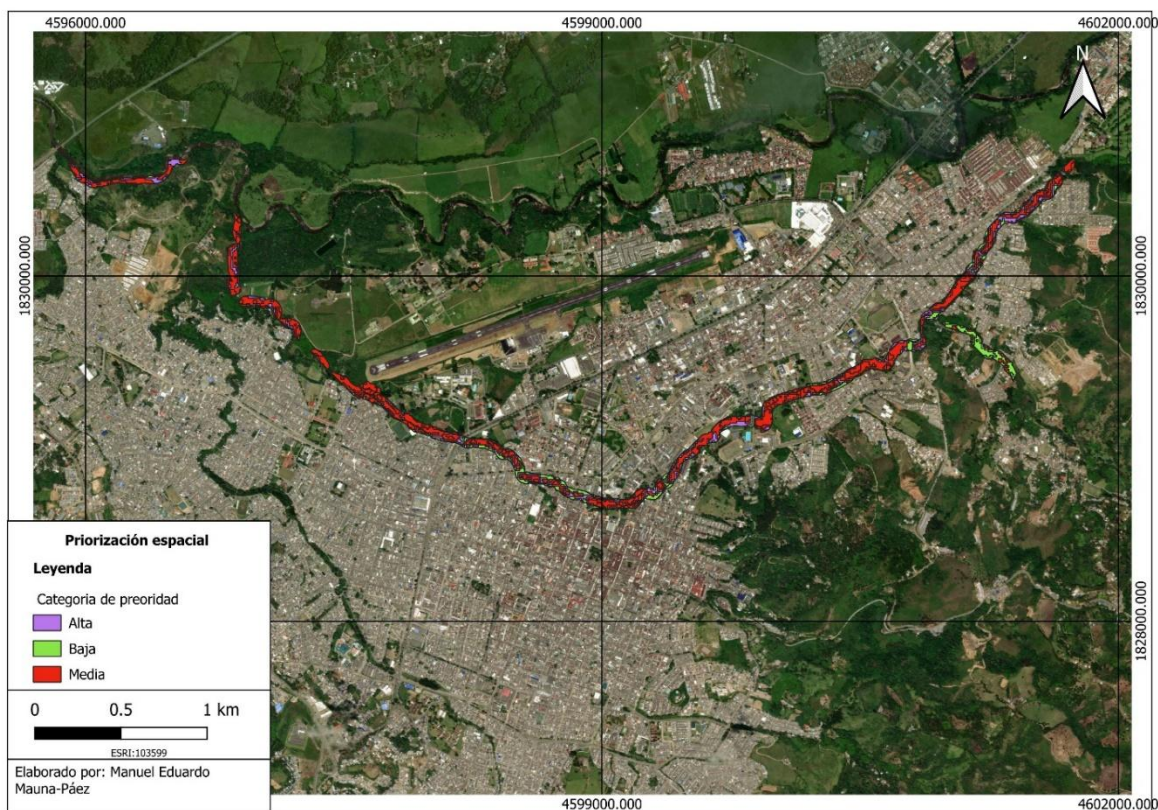 4596000.000
4599000.000
4602000.000
N
1830000.000
1830000.000
1828000.000
Priorización espacial
Leyenda
Categoria de preoridad
Alta
Baja
Media
0 0.5 1 km
ESRI:103599
Elaborado por: Manuel Eduardo
Mauna-Páez
4599000.000
4602000.000